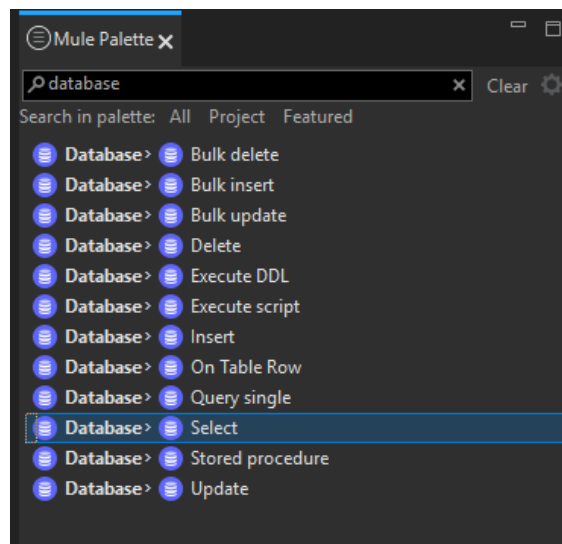 Mule Palette
database Clear
Search in palette: All Project Featured
Database> Bulk delete
Database> Bulk insert
Database> Bulk update
Database> Delete
Database> Execute DDL
Database> Execute script
Database> Insert
Database> On Table Row
Database> Query single
Database> Select
Database> Stored procedure
Database> Update